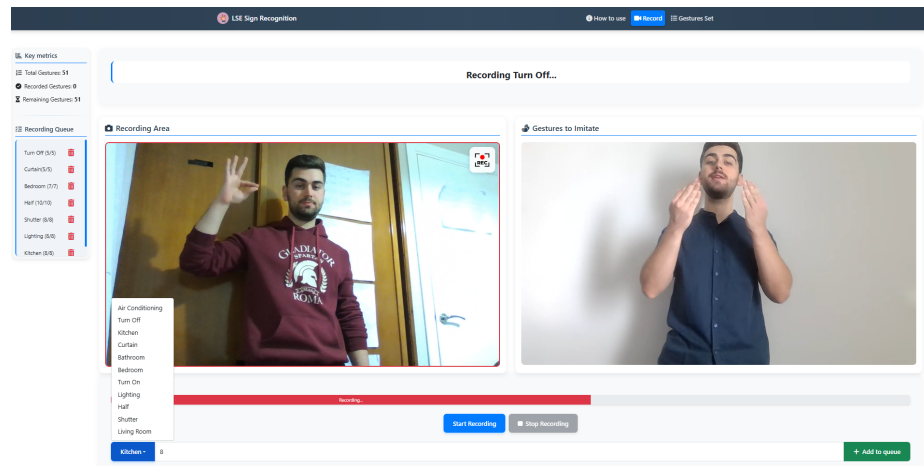 LSE Sign Recognition
How to use
Record
Gestures Set
Key metrics
Total Gestures: 51
Recorded Gestures: 0
Remaining Gestures: 51
Recording Queue
Turn Off (5/5)
Curtain(5/5)
Bedroom (7/7)
Half (10/10)
Shutter (8/8)
Lighting (8/8)
Kitchen (8/8)
Recording Turn Off...
Recording Area
REC
GLADIATOR
SPARTAN
ROMA
Gestures to Imitate
Air Conditioning
Turn Off
Kitchen
Curtain
Bathroom
Bedroom
Turn On
Lighting
Half
Shutter
Living Room
Recording...
Start Recording
Stop Recording
Kitchen
8
+ Add to queue